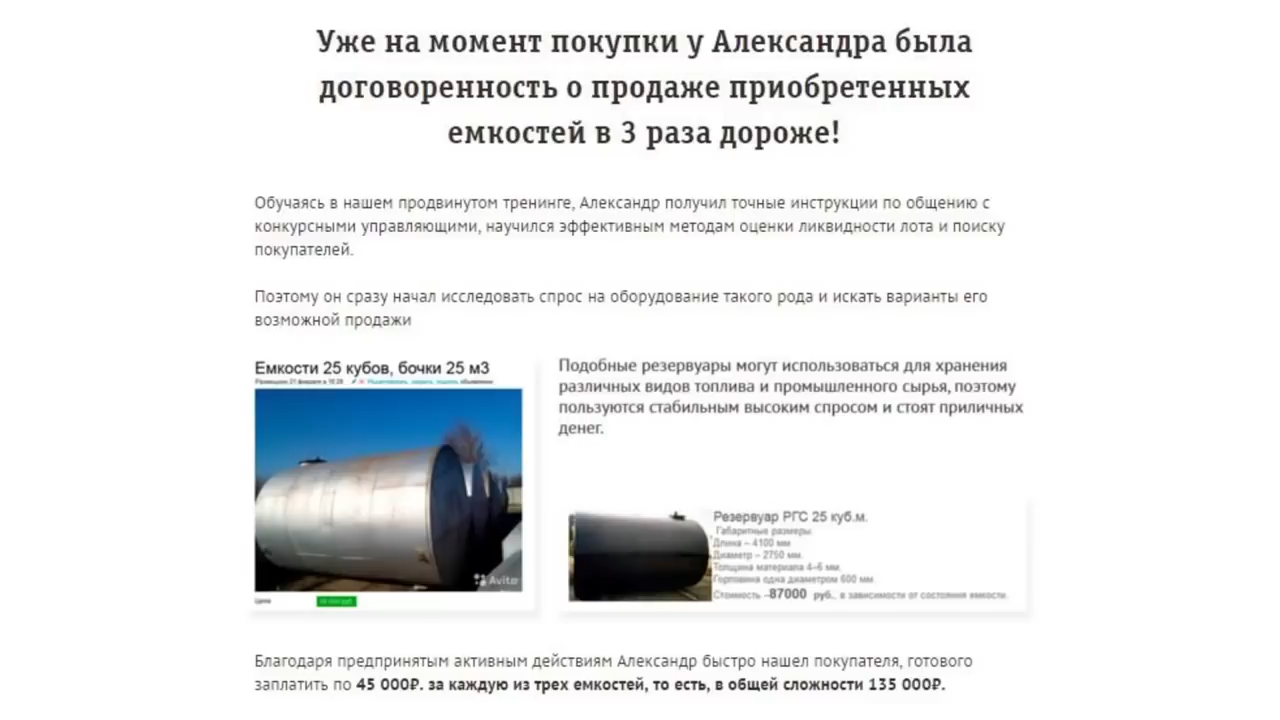 Уже на момент покупки у Александра была
договоренность о продаже приобретенных
емкостей в 3 раза дороже!
Обучаясь в нашем продвинутом тренинге, Александр получил точные инструкции по общению с
конкурсными управляющими, научился эффективным методам оценки ликвидности лота и поиску
покупателей.
Поэтому он сразу начал исследовать спрос на оборудование такого рода и искать варианты его
возможной продажи
Емкости 25 кубов, бочки 25 м3
Размещено 21 февраля в
объявление
Avito
Цена
Подобные резервуары могут использоваться для хранения
различных видов топлива и промышленного сырья, поэтому
пользуются стабильным высоким спросом и стоят приличных
денег.
Резервуар РГС 25 куб.м.
Габаритные размеры:
Длина – 4100 мм
Диаметр – 2750 мм.
Толщина материала 4–6 мм.
Горловина одна диаметром 600 мм
Стоимость –87000 руб., в зависимости от состояния емкости.
Благодаря предпринятым активным действиям Александр быстро нашел покупателя, готового
заплатить по 45 000₽. за каждую из трех емкостей, то есть, в общей сложности 135 000₽.